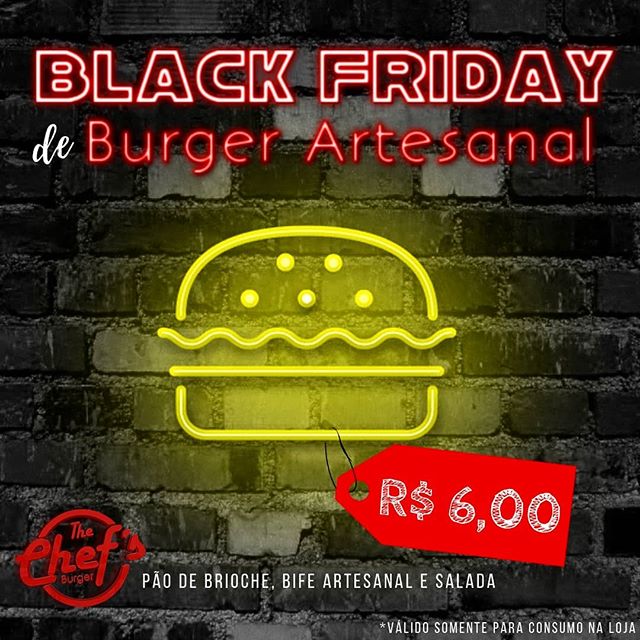 BLACK FRIDAY
de Burger Artesanal
R$ 6,00
The
Chef's
Burger
PÃO DE BRIOCHE, BIFE ARTESANAL E SALADA
*VÁLIDO SOMENTE PARA CONSUMO NA LOJA